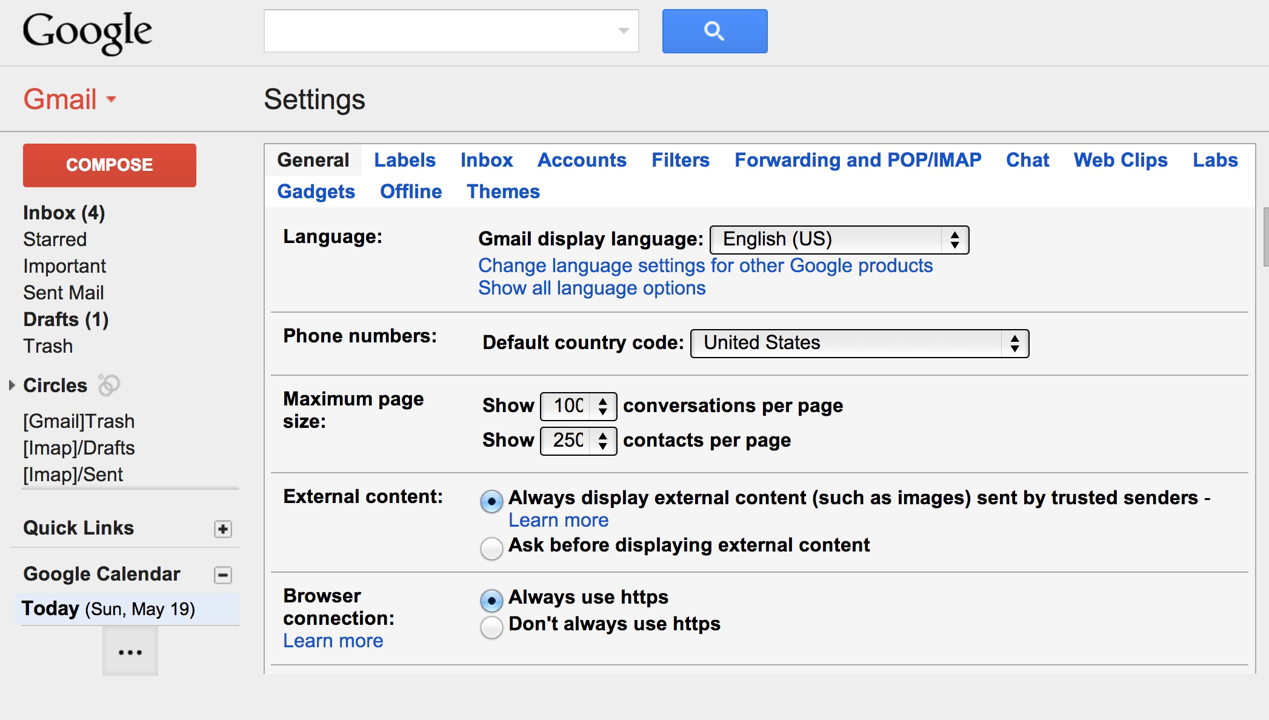 Google
Gmail
Settings
COMPOSE
Inbox (4)
Starred
Important
Sent Mail
Drafts (1)
Trash
Circles
[Gmail]Trash
[Imap]/Drafts
[Imap]/Sent
Quick Links
Google Calendar
Today (Sun, May 19)
General Labels Inbox Accounts Filters Forwarding and POP/IMAP Chat Web Clips Labs
Gadgets Offline Themes
Language:
Gmail display language: English (US)
Change language settings for other Google products
Show all language options
Phone numbers:
Default country code: United States
Maximum page
size:
Show 100 conversations per page
Show 250 contacts per page
External content:
Always display external content (such as images) sent by trusted senders -
Learn more
Ask before displaying external content
Browser
connection:
Learn more
Always use https
Don't always use https